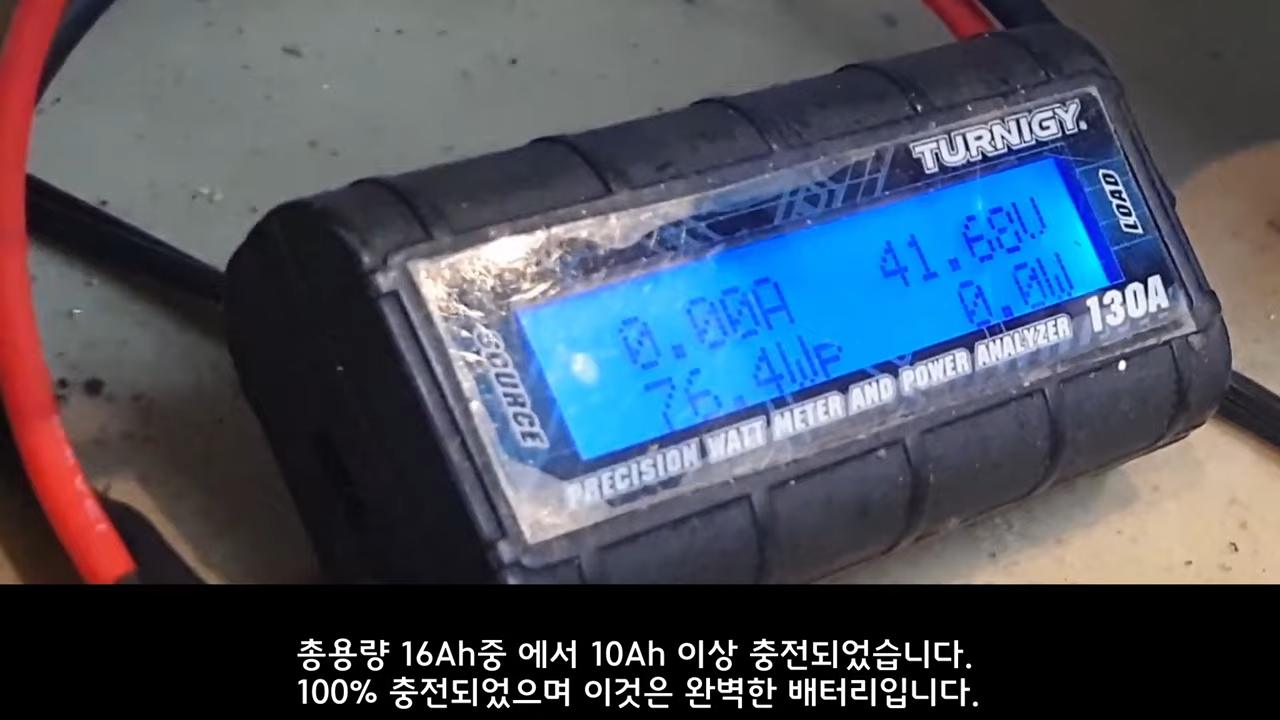 TURNIGY
LOAD
SOURCE
0.00A 41.68V
76.4Wp 0.0W
130A
PRECISION WATT METER AND POWER ANALYZER
총용량 16Ah중 에서 10Ah 이상 충전되었습니다.
100% 충전되었으며 이것은 완벽한 배터리입니다.